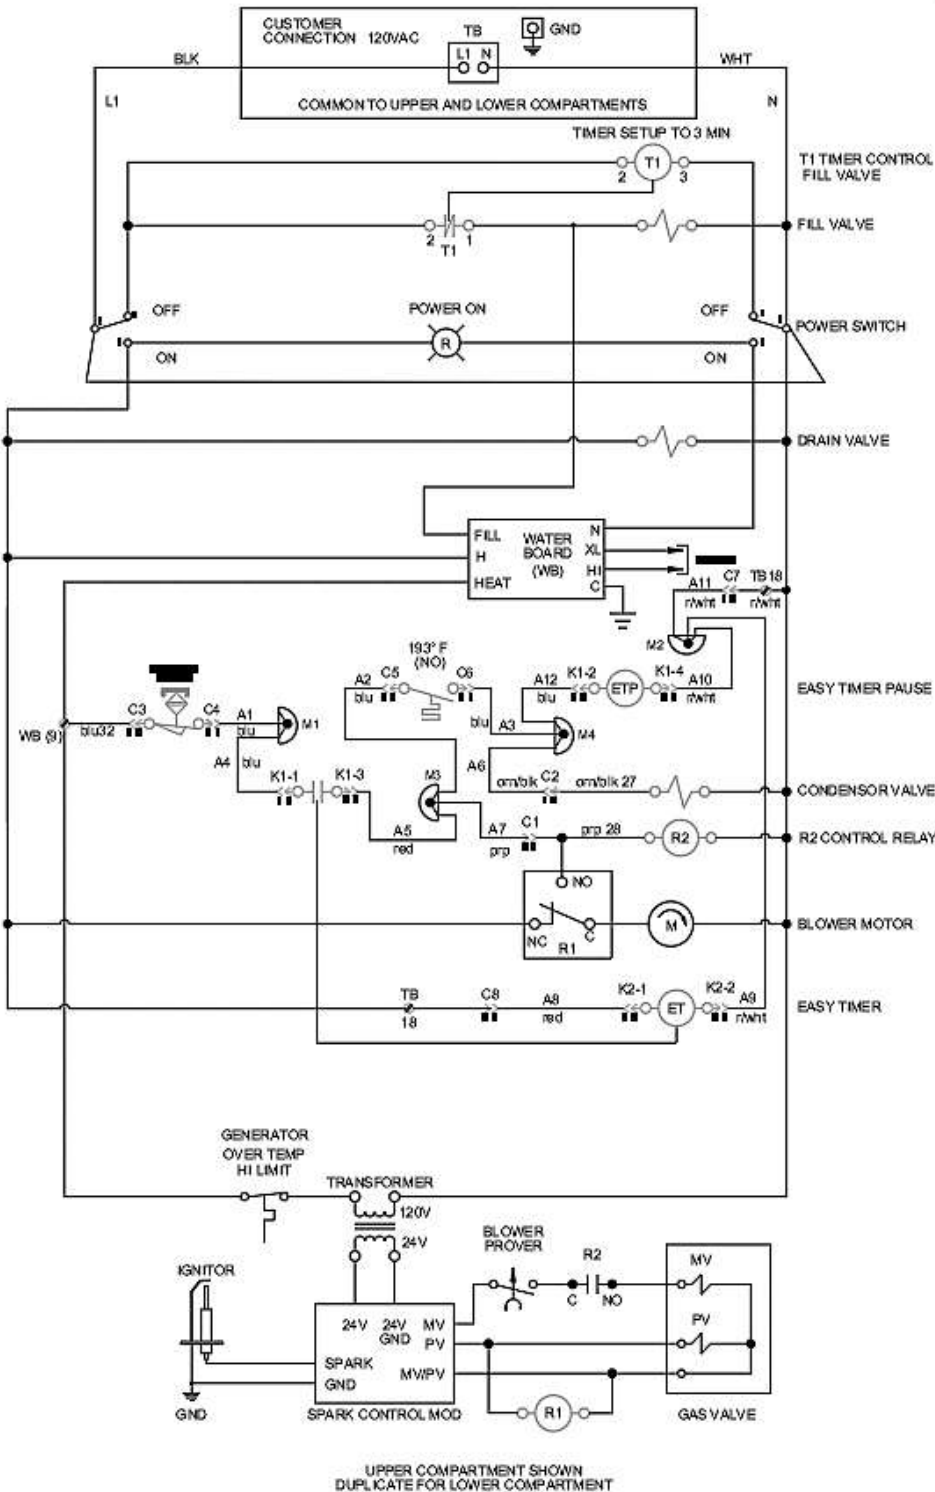 CUSTOMER
CONNECTION 120VAC
TB
GND
L1 N
BLK
WHT
L1
N
COMMON TO UPPER AND LOWER COMPARTMENTS
TIMER SETUP TO 3 MIN
T1
2
3
T1 TIMER CONTROL
FILL VALVE
2
1
T1
FILL VALVE
OFF
POWER ON
OFF
POWER SWITCH
R
ON
ON
DRAIN VALVE
FILL
H
HEAT
WATER
BOARD
(WB)
N
XL
HI
C
A11
C7
TB 18
r/wht
r/wht
M2
193° F
(NO)
A2
blu
C5
C6
A12
blu
K1-2
ETP
K1-4
A10
r/wht
EASY TIMER PAUSE
WB (9)
blu32
C3
C4
A1
blu
M1
blu
A3
M4
A4
blu
K1-1
K1-3
M3
A6
orn/blk
C2
orn/blk 27
CONDENSOR VALVE
A5
red
A7
prp
C1
prp 28
R2
R2 CONTROL RELAY
NO
NC
R1
C
M
BLOWER MOTOR
TB
18
C8
A8
red
K2-1
ET
K2-2
A9
r/wht
EASY TIMER
GENERATOR
OVER TEMP
HI LIMIT
TRANSFORMER
120V
24V
IGNITOR
BLOWER
PROVER
R2
C
NO
MV
PV
24V
24V
GND
MV
PV
SPARK
MV/PV
GND
GND
SPARK CONTROL MOD
R1
GAS VALVE
UPPER COMPARTMENT SHOWN
DUPLICATE FOR LOWER COMPARTMENT